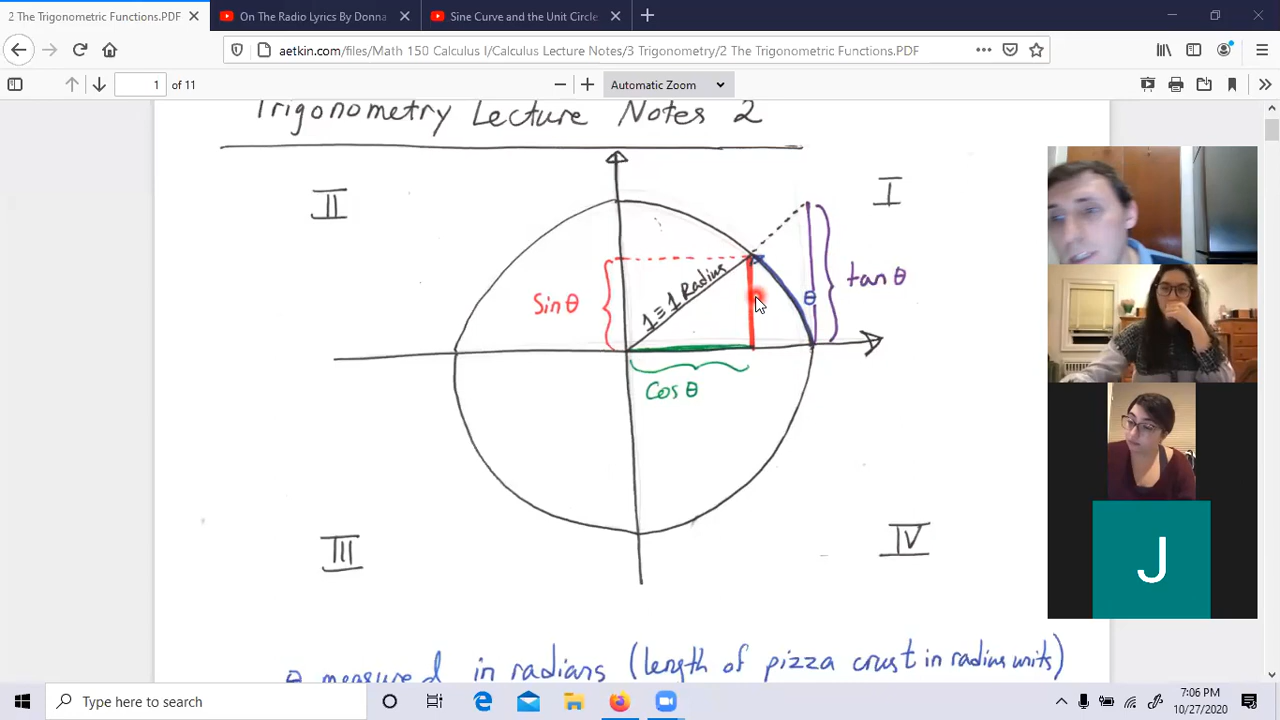 2 The Trigonometric Functions.PDF
On The Radio Lyrics By Donna
Sine Curve and the Unit Circle
aetkin.com/files/Math 150 Calculus I/Calculus Lecture Notes/3 Trigonometry/2 The Trigonometric Functions.PDF
1 of 11
Automatic Zoom
Trigonometry Lecture Notes 2
II
I
Sin θ
1 ≡ 1 Radius
θ
tan θ
Cos θ
III
IV
J
θ measured in radians (length of pizza crust in radius units)
Type here to search
7:06 PM
10/27/2020